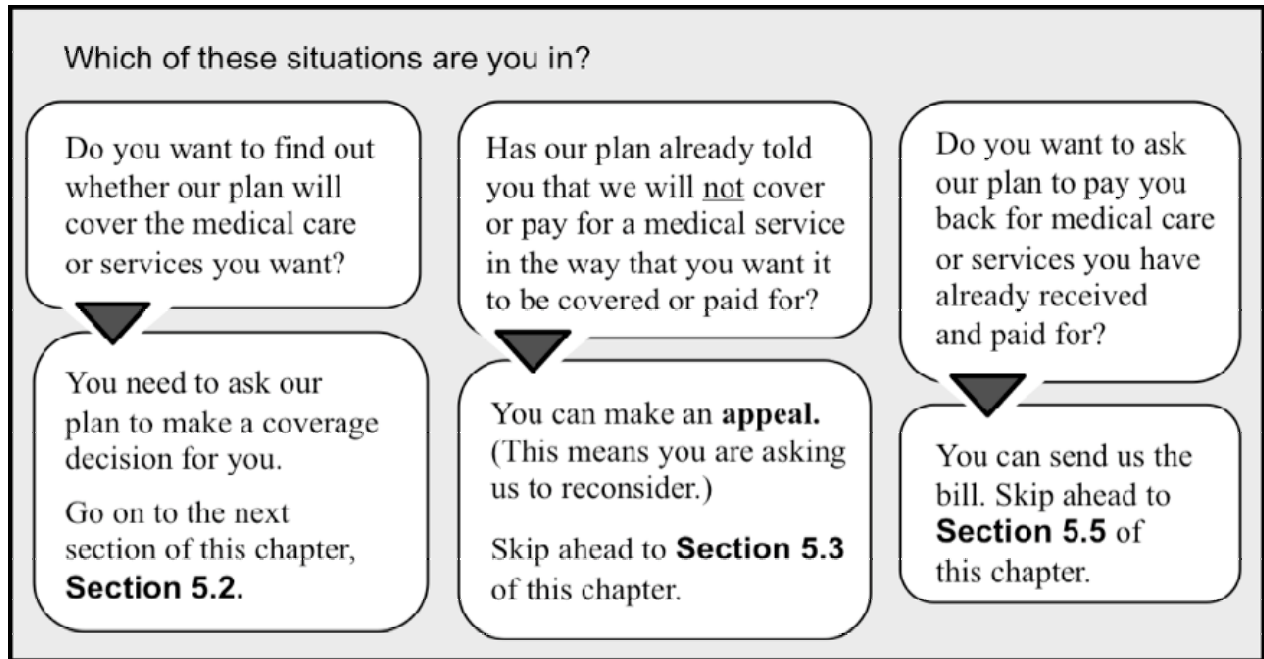 Which of these situations are you in?
Do you want to find out
whether our plan will
cover the medical care
or services you want?
You need to ask our
plan to make a coverage
decision for you.
Go on to the next
section of this chapter,
Section 5.2.
Has our plan already told
you that we will not cover
or pay for a medical service
in the way that you want it
to be covered or paid for?
You can make an appeal.
(This means you are asking
us to reconsider.)
Skip ahead to Section 5.3
of this chapter.
Do you want to ask
our plan to pay you
back for medical care
or services you have
already received
and paid for?
You can send us the
bill. Skip ahead to
Section 5.5 of
this chapter.